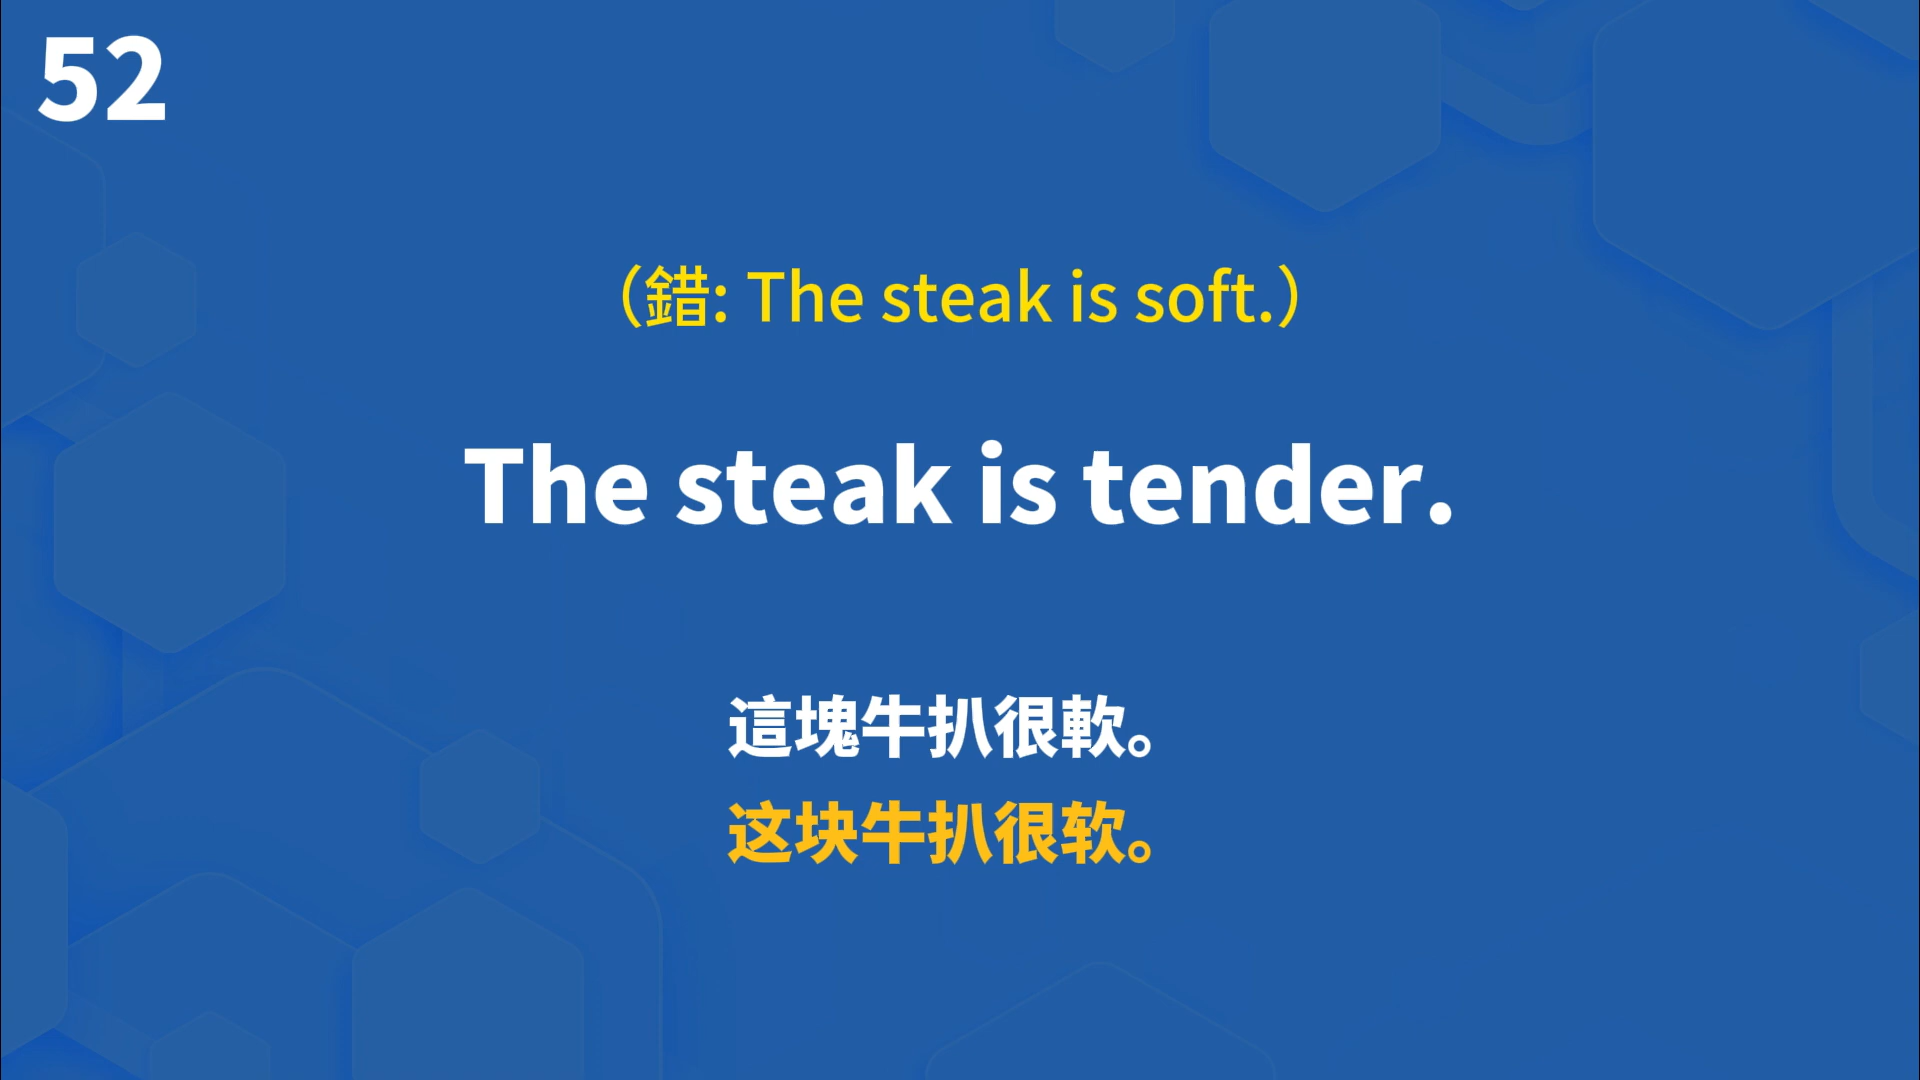 52
（錯: The steak is soft.）
The steak is tender.
這塊牛扒很軟。
这块牛扒很软。